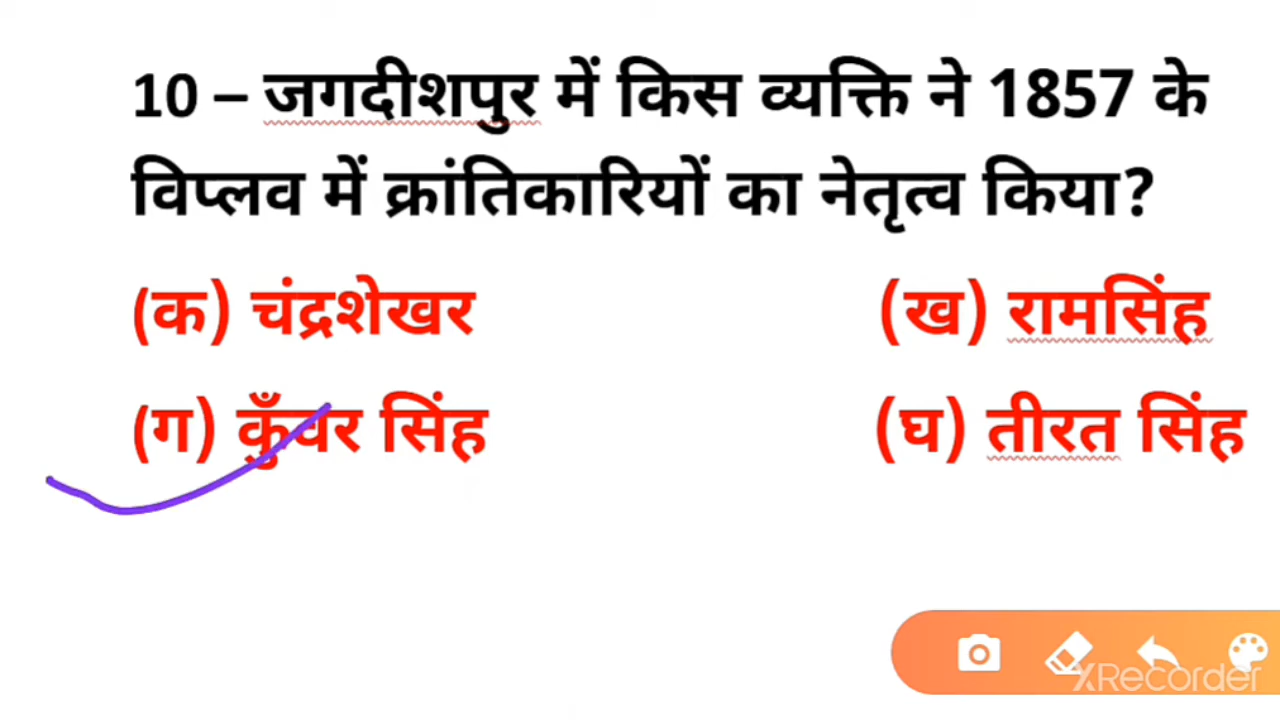 10 – जगदीशपुर में किस व्यक्ति ने 1857 के
विप्लव में क्रांतिकारियों का नेतृत्व किया?
(क) चंद्रशेखर (ख) रामसिंह
(ग) कुँवर सिंह (घ) तीरत सिंह
XRecorder